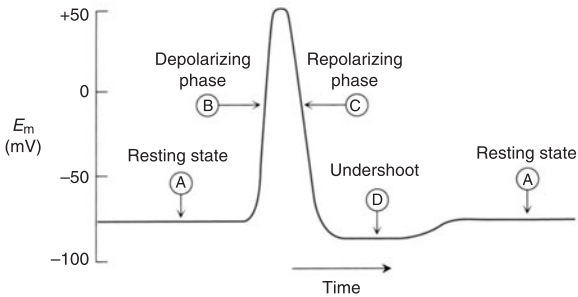 +50
Depolarizing
phase
Repolarizing
phase
0
B
C
Em
(mV)
Resting state
Undershoot
Resting state
−50
A
A
D
−100
Time